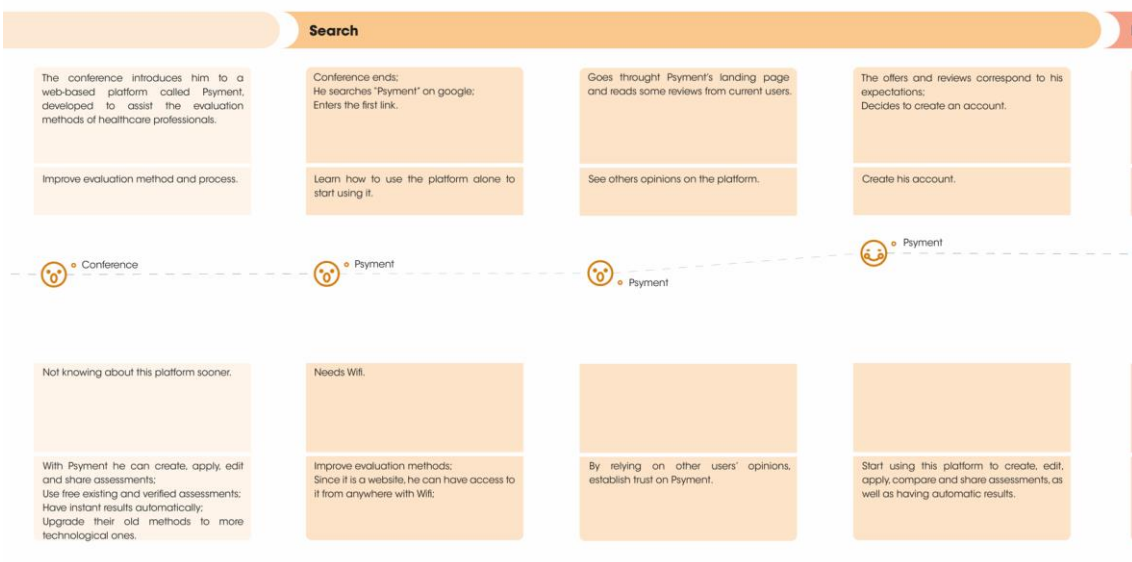 Search
The conference introduces him to a
web-based platform called Psyment,
developed to assist the evaluation
methods of healthcare professionals.
Conference ends;
He searches "Psyment" on google;
Enters the first link.
Goes throught Psyment's landing page
and reads some reviews from current users.
The offers and reviews correspond to his
expectations;
Decides to create an account.
Improve evaluation method and process.
Learn how to use the platform alone to
start using it.
See others opinions on the platform.
Create his account.
Conference
Psyment
Psyment
Psyment
Not knowing about this platform sooner.
Needs Wifi.
With Psyment he can create, apply, edit
and share assessments;
Use free existing and verified assessments;
Have instant results automatically;
Upgrade their old methods to more
technological ones.
Improve evaluation methods;
Since it is a website, he can have access to
it from anywhere with Wifi;
By relying on other users' opinions,
establish trust on Psyment.
Start using this platform to create, edit,
apply, compare and share assessments, as
well as having automatic results.